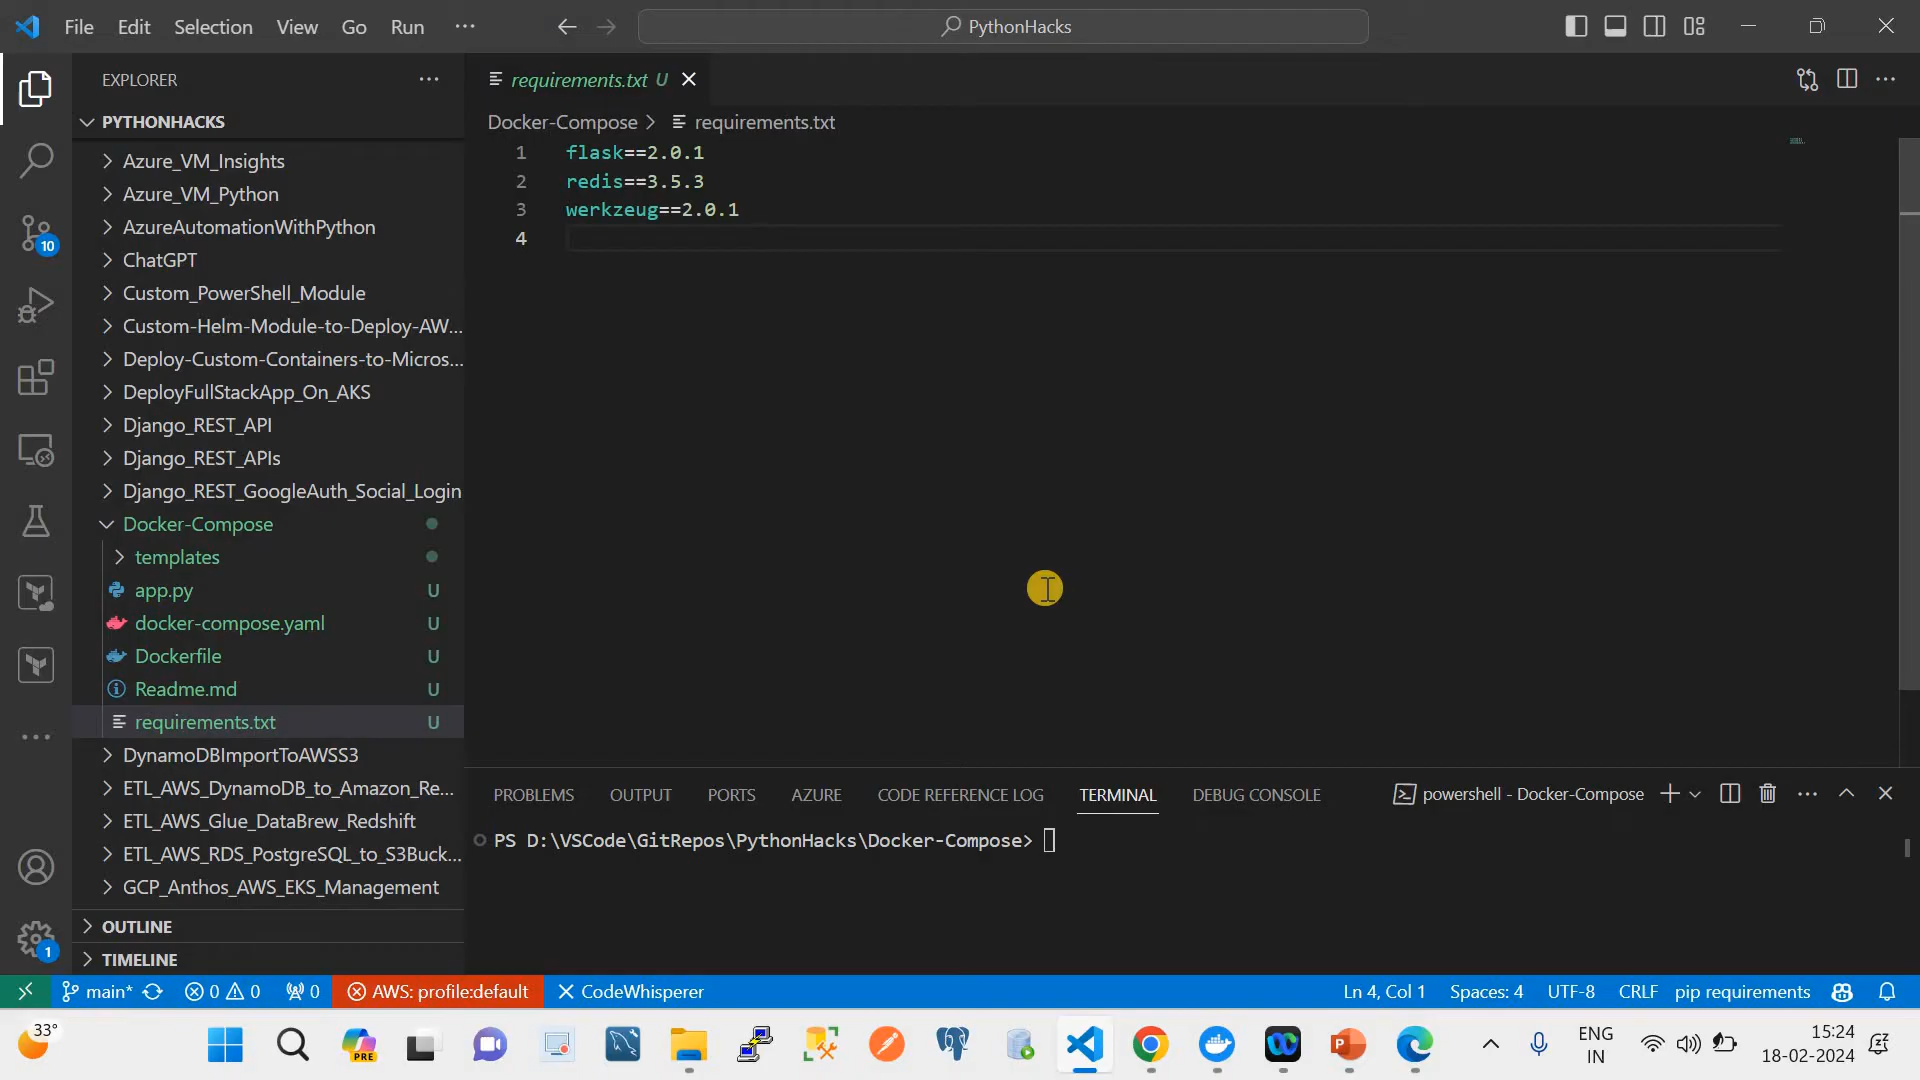 File Edit Selection View Go Run ···
PythonHacks
EXPLORER
PYTHONHACKS
Azure_VM_Insights
Azure_VM_Python
AzureAutomationWithPython
ChatGPT
Custom_PowerShell_Module
Custom-Helm-Module-to-Deploy-AW...
Deploy-Custom-Containers-to-Micros...
DeployFullStackApp_On_AKS
Django_REST_API
Django_REST_APIs
Django_REST_GoogleAuth_Social_Login
Docker-Compose
templates
app.py U
docker-compose.yaml U
Dockerfile U
Readme.md U
requirements.txt U
DynamoDBImportToAWSS3
ETL_AWS_DynamoDB_to_Amazon_Re...
ETL_AWS_Glue_DataBrew_Redshift
ETL_AWS_RDS_PostgreSQL_to_S3Buck...
GCP_Anthos_AWS_EKS_Management
OUTLINE
TIMELINE
10
1
requirements.txt U
Docker-Compose > requirements.txt
1 flask==2.0.1
2 redis==3.5.3
3 werkzeug==2.0.1
4
PROBLEMS OUTPUT PORTS AZURE CODE REFERENCE LOG TERMINAL DEBUG CONSOLE
powershell - Docker-Compose
PS D:\VSCode\GitRepos\PythonHacks\Docker-Compose>
main* 0 0 0 AWS: profile:default CodeWhisperer
Ln 4, Col 1 Spaces: 4 UTF-8 CRLF pip requirements
33°
PRE
P
ENG
IN
15:24
18-02-2024